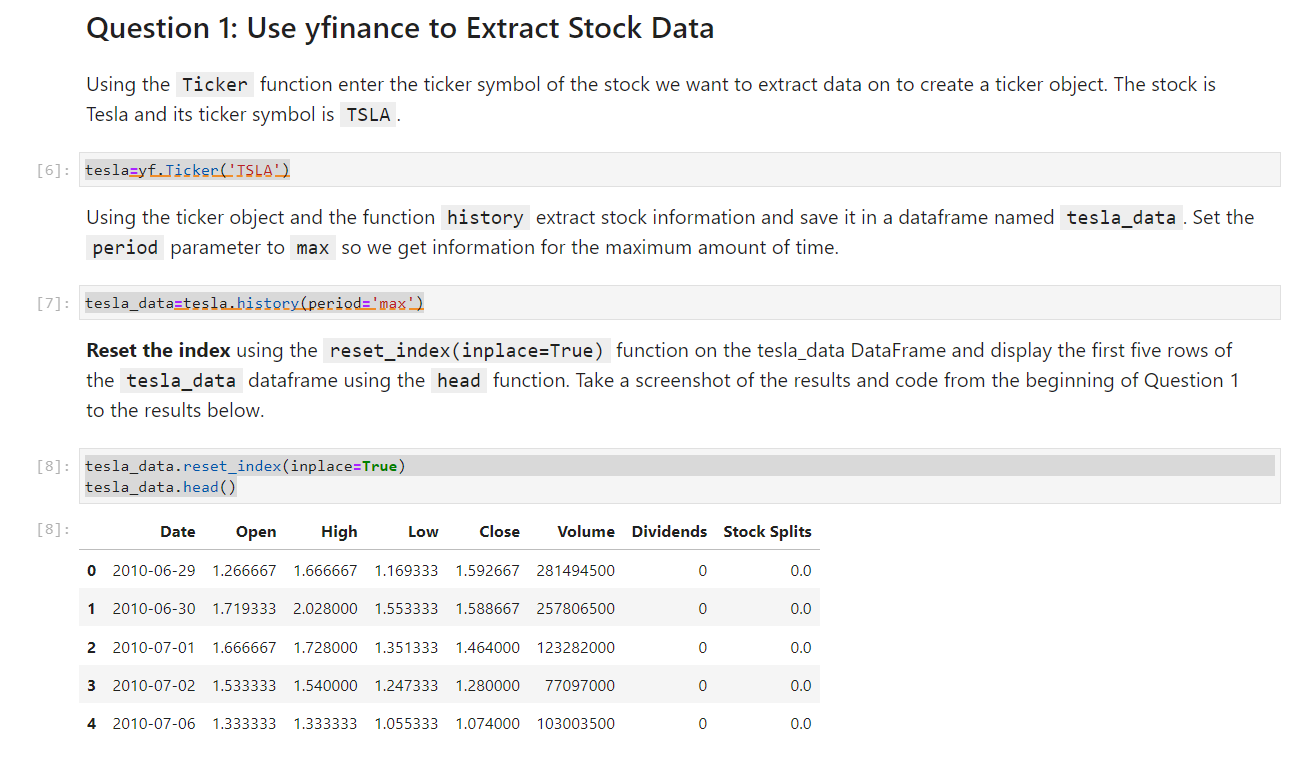 Question 1: Use yfinance to Extract Stock Data
Using the Ticker function enter the ticker symbol of the stock we want to extract data on to create a ticker object. The stock is
Tesla and its ticker symbol is TSLA.
[6]: tesla=yf.Ticker('TSLA')
Using the ticker object and the function history extract stock information and save it in a dataframe named tesla_data. Set the
period parameter to max so we get information for the maximum amount of time.
[7]: tesla_data=tesla.history(period='max')
Reset the index using the reset_index(inplace=True) function on the tesla_data DataFrame and display the first five rows of
the tesla_data dataframe using the head function. Take a screenshot of the results and code from the beginning of Question 1
to the results below.
[8]: tesla_data.reset_index(inplace=True)
tesla_data.head()
[8]: Date Open High Low Close Volume Dividends Stock Splits
0 2010-06-29 1.266667 1.666667 1.169333 1.592667 281494500 0 0.0
1 2010-06-30 1.719333 2.028000 1.553333 1.588667 257806500 0 0.0
2 2010-07-01 1.666667 1.728000 1.351333 1.464000 123282000 0 0.0
3 2010-07-02 1.533333 1.540000 1.247333 1.280000 77097000 0 0.0
4 2010-07-06 1.333333 1.333333 1.055333 1.074000 103003500 0 0.0